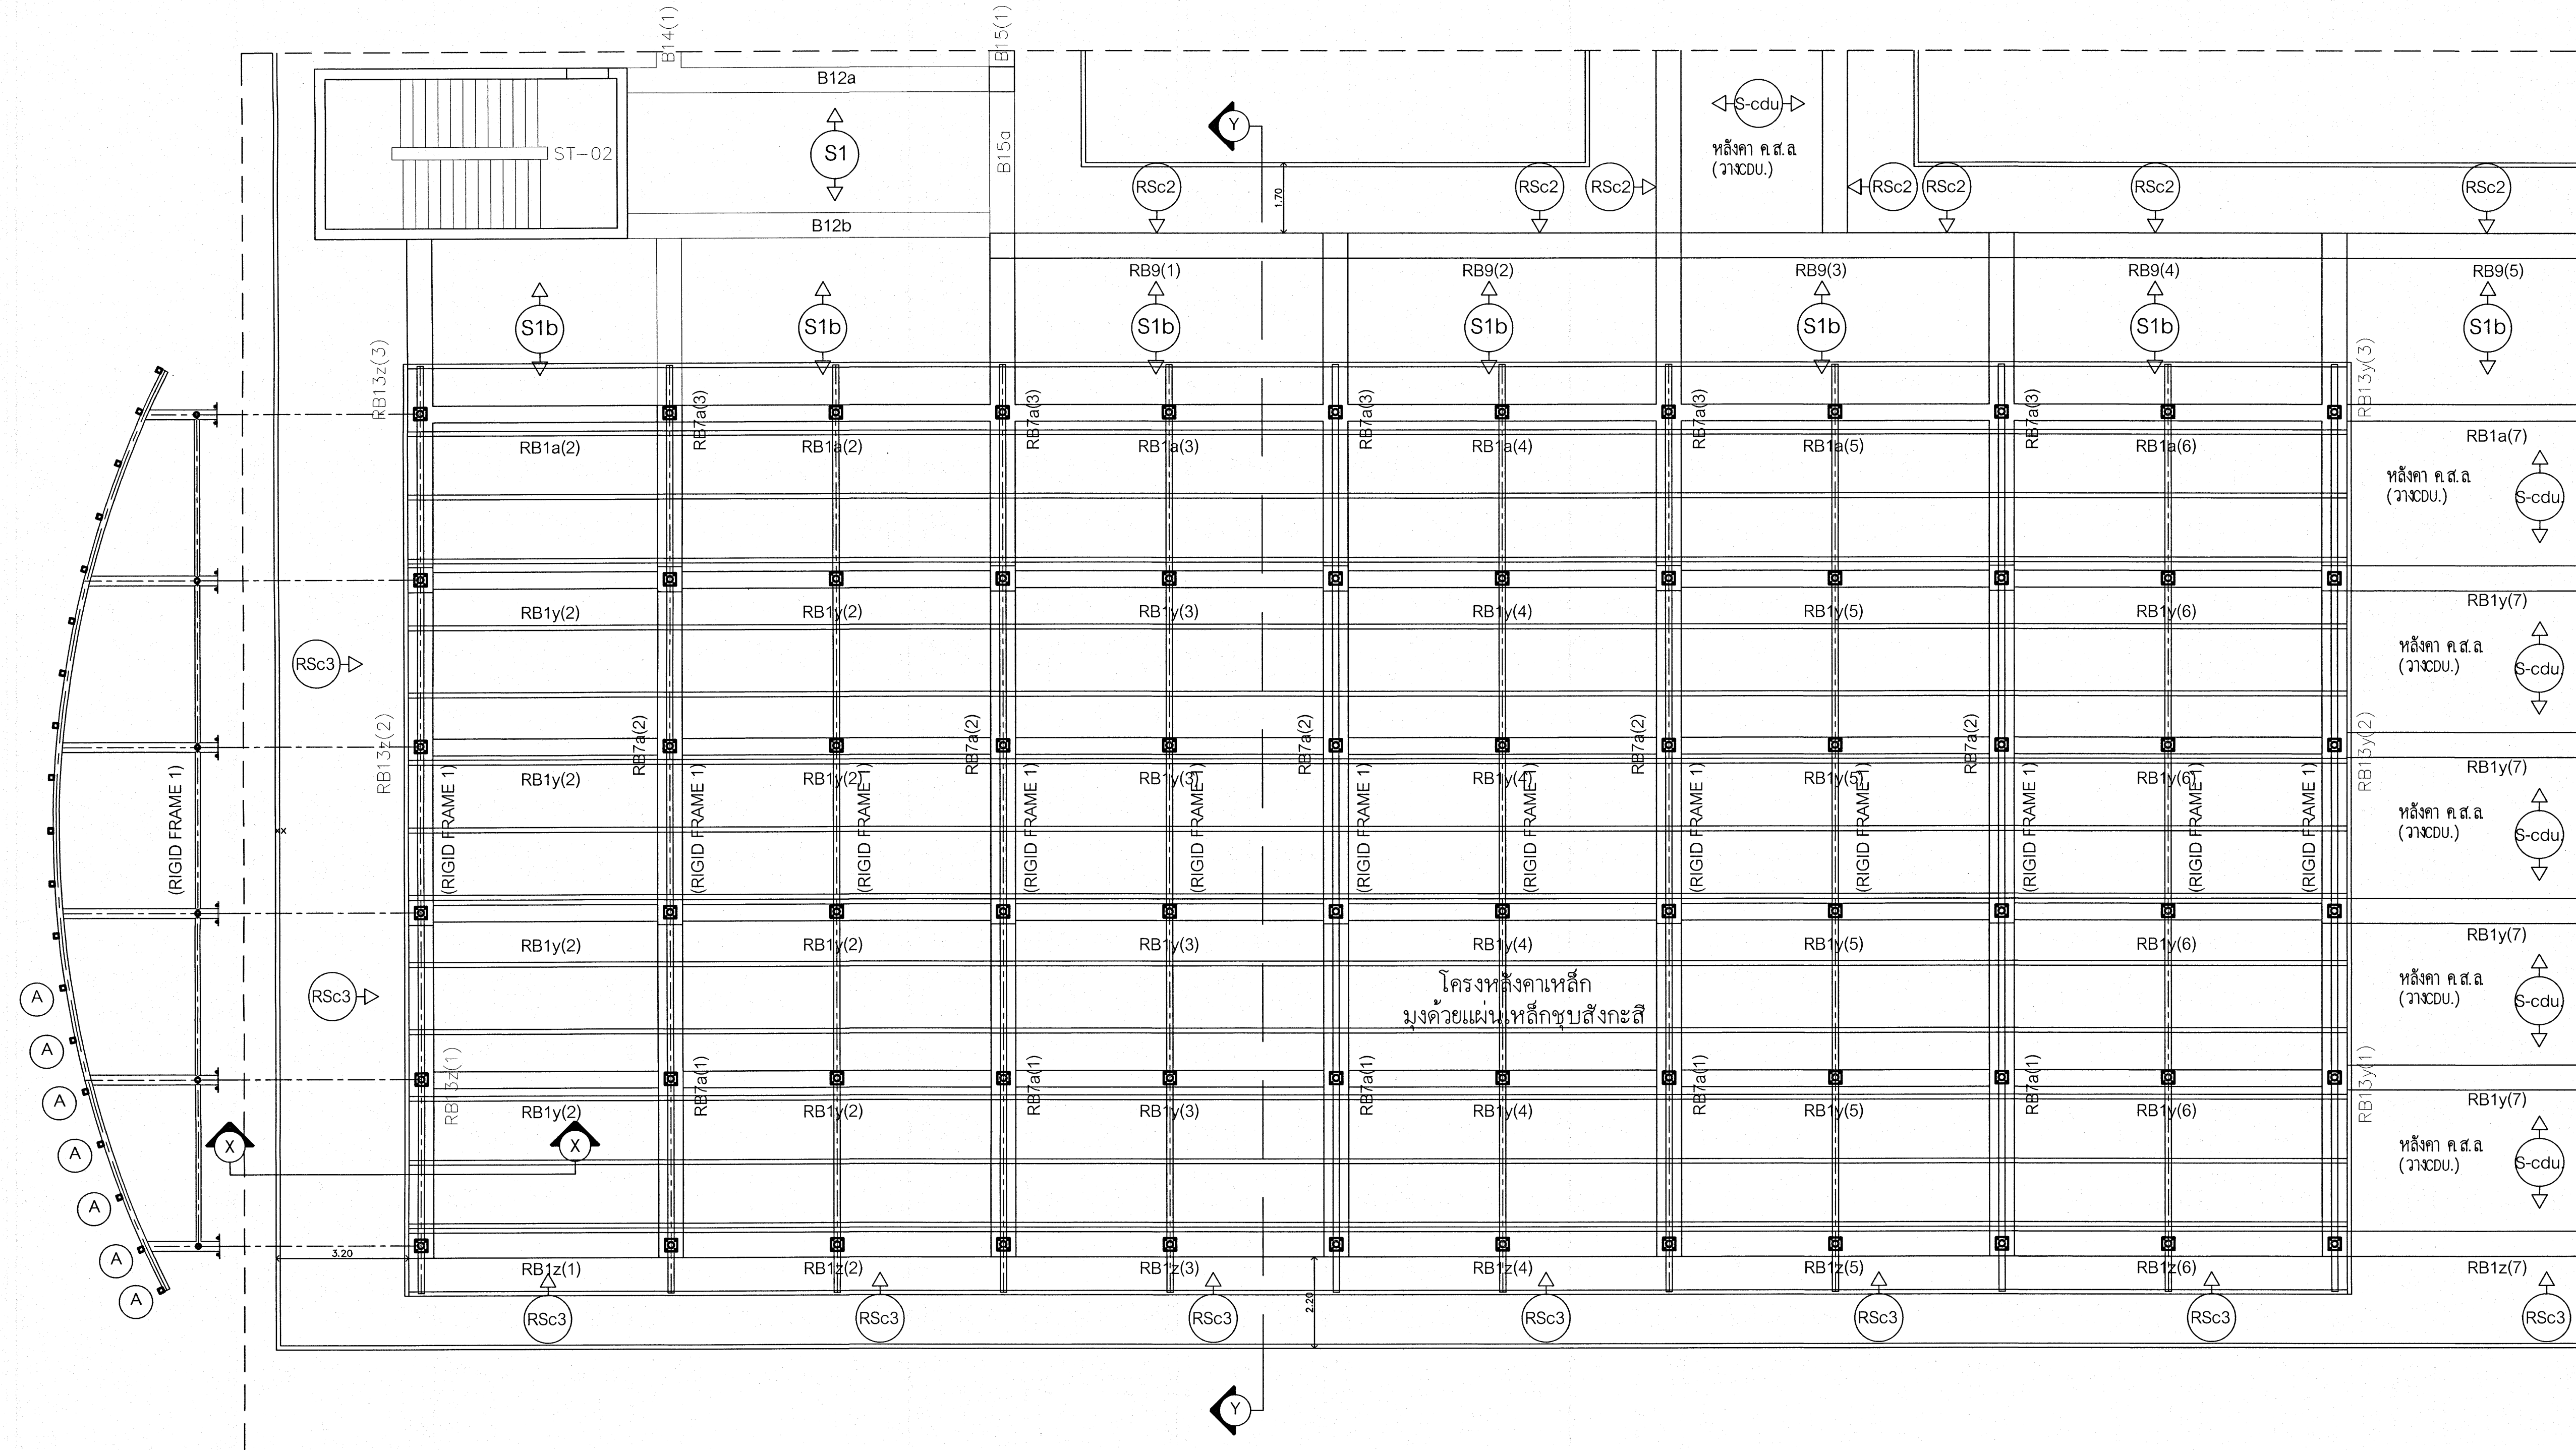 B14(1)
B15(1)
B12a
S-cdu
ST-02
S1
B15a
Y
หลังคา ค.ส.ล.
(วางCDU.)
1.70
RSc2
RSc2
RSc2
RSc2
RSc2
RSc2
RSc2
B12b
RB9(1)
RB9(2)
RB9(3)
RB9(4)
RB9(5)
S1b
S1b
S1b
S1b
S1b
S1b
S1b
RB13z(3)
RB7a(3)
RB7a(3)
RB7a(3)
RB7a(3)
RB7a(3)
RB13y(3)
RB1a(2)
RB1a(2)
RB1a(3)
RB1a(4)
RB1a(5)
RB1a(6)
RB1a(7)
หลังคา ค.ส.ล.
(วางCDU.)
S-cdu.
RB1y(2)
RB1y(2)
RB1y(3)
RB1y(4)
RB1y(5)
RB1y(6)
RB1y(7)
RSc3
หลังคา ค.ส.ล.
(วางCDU.)
S-cdu.
RB13z(2)
RB7a(2)
RB7a(2)
RB7a(2)
RB7a(2)
RB7a(2)
RB13y(2)
RB1y(2)
RB1y(2)
RB1y(3)
RB1y(4)
RB1y(5)
RB1y(6)
RB1y(7)
(RIGID FRAME 1)
(RIGID FRAME 1)
(RIGID FRAME 1)
(RIGID FRAME 1)
(RIGID FRAME 1)
(RIGID FRAME 1)
(RIGID FRAME 1)
(RIGID FRAME 1)
(RIGID FRAME 1)
(RIGID FRAME 1)
(RIGID FRAME 1)
(RIGID FRAME 1)
(RIGID FRAME 1)
หลังคา ค.ส.ล.
(วางCDU.)
S-cdu.
xx
RB1y(2)
RB1y(2)
RB1y(3)
RB1y(4)
RB1y(5)
RB1y(6)
RB1y(7)
A
RSc3
โครงหลังคาเหล็ก
มุงด้วยแผ่นเหล็กชุบสังกะสี
หลังคา ค.ส.ล.
(วางCDU.)
S-cdu.
A
RB13z(1)
RB7a(1)
RB7a(1)
RB7a(1)
RB7a(1)
RB7a(1)
RB13y(1)
A
RB1y(2)
RB1y(2)
RB1y(3)
RB1y(4)
RB1y(5)
RB1y(6)
RB1y(7)
A
X
X
หลังคา ค.ส.ล.
(วางCDU.)
S-cdu.
A
A
3.20
RB1z(1)
RB1z(2)
RB1z(3)
RB1z(4)
RB1z(5)
RB1z(6)
RB1z(7)
A
2.20
RSc3
RSc3
RSc3
RSc3
RSc3
RSc3
RSc3
Y